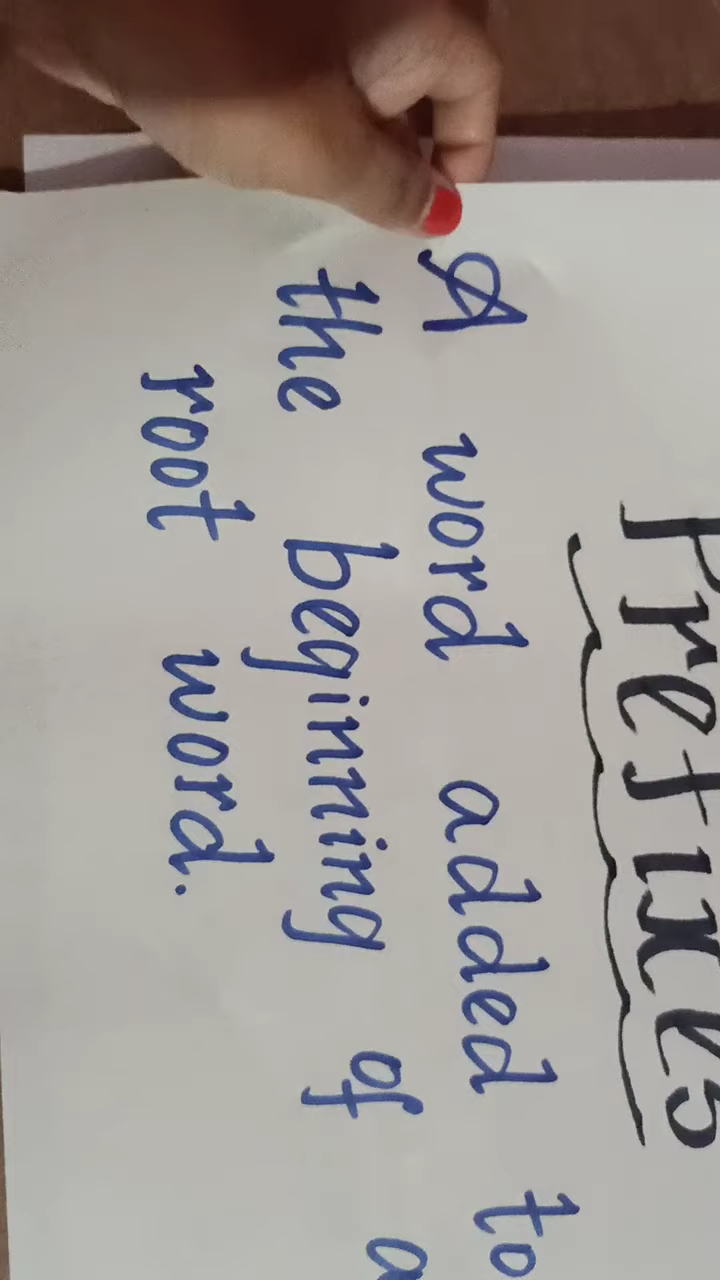 Prefixes
A word added to
the beginning of a
root word.